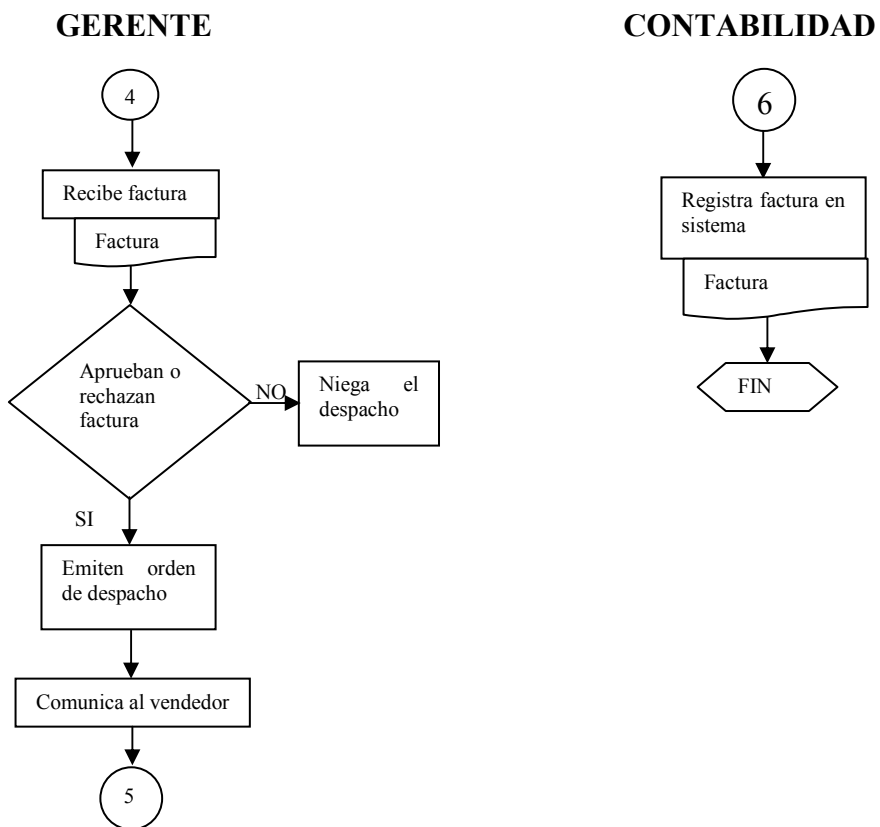 GERENTE
4
Recibe factura
Factura
Aprueban o
rechazan
factura
NO
Niega el
despacho
SI
Emiten orden
de despacho
Comunica al vendedor
5
CONTABILIDAD
6
Registra factura en
sistema
Factura
FIN